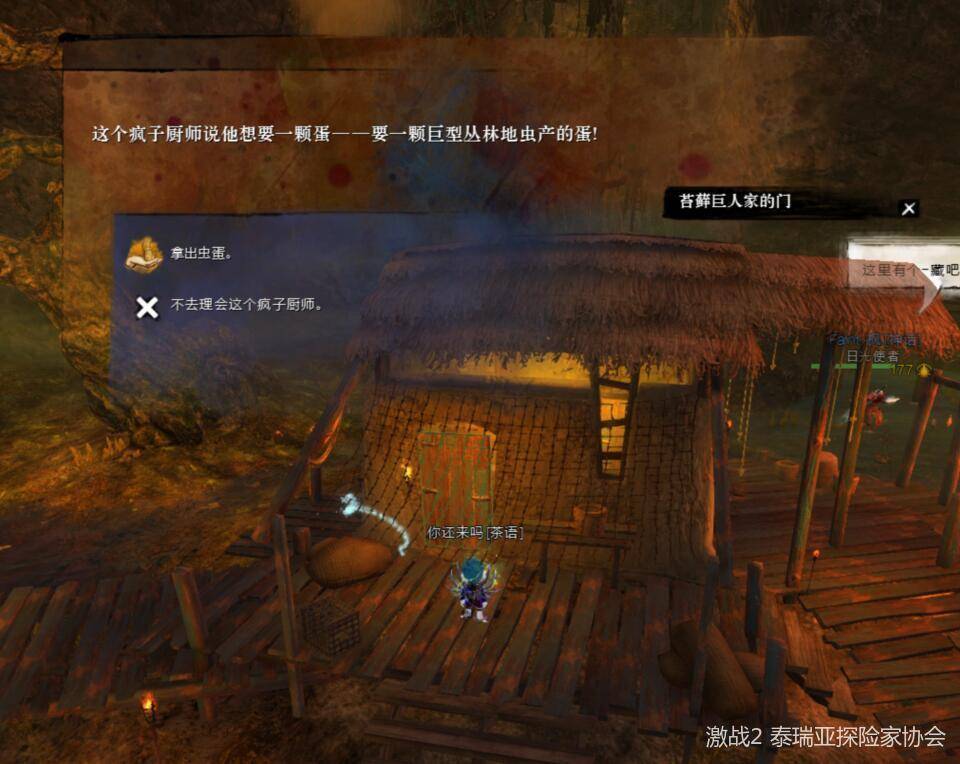 这个疯子厨师说他想要一颗蛋——要一颗巨型丛林地虫产的蛋!
苔藓巨人家的门
拿出虫蛋。
这里有个
藏吧
不去理会这个疯子厨师。
日光使者
177
你还来吗[茶语]
激战2 泰瑞亚探险家协会